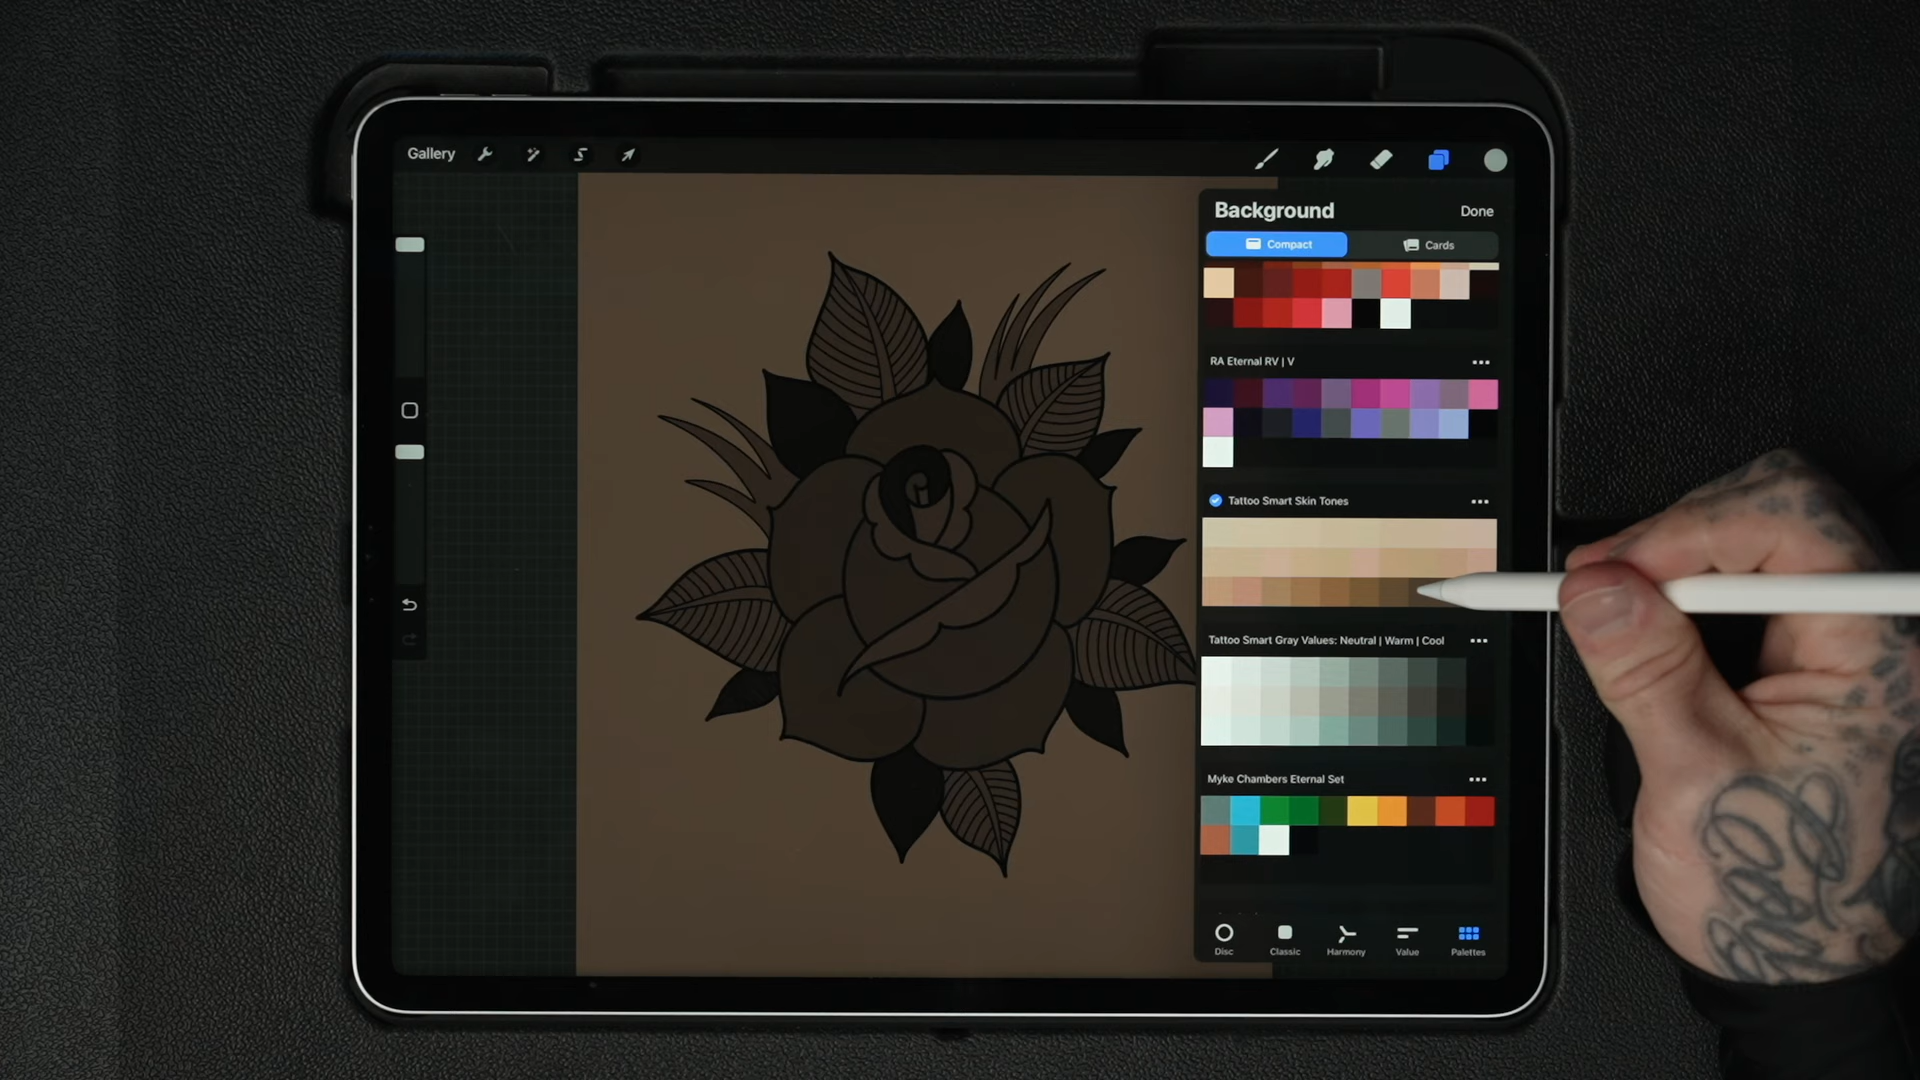 Gallery
Background
Done
Compact
Cards
RA Eternal RV | V
Tattoo Smart Skin Tones
Tattoo Smart Gray Values: Neutral | Warm | Cool
Myke Chambers Eternal Set
Disc
Classic
Harmony
Value
Palettes